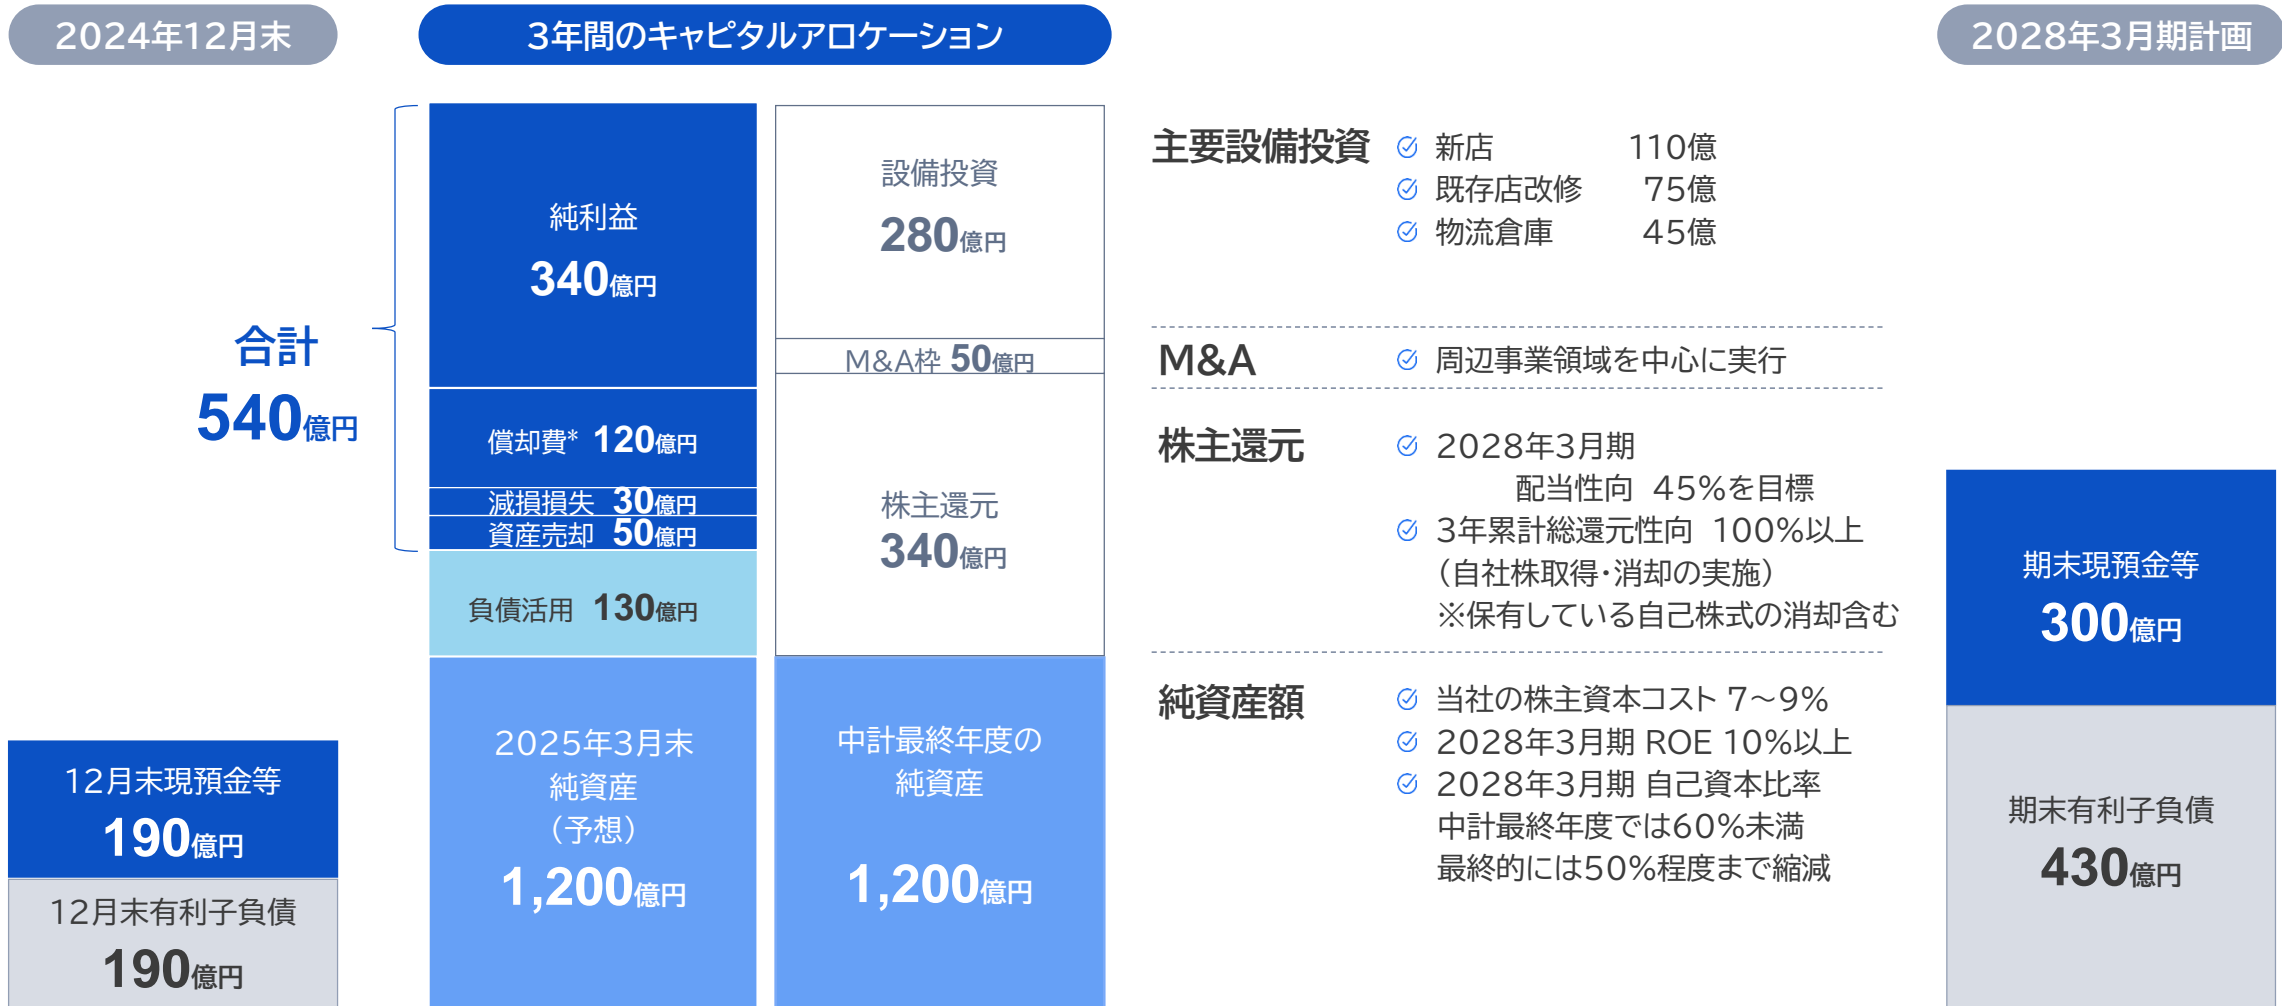 2024年12月末
3年間のキャピタルアロケーション
2028年3月期計画
合計
540億円
純利益
340億円
償却費* 120億円
減損損失 30億円
資産売却 50億円
負債活用 130億円
2025年3月末
純資産
（予想）
1,200億円
設備投資
280億円
M&A枠 50億円
株主還元
340億円
中計最終年度の
純資産
1,200億円
主要設備投資
新店 110億
既存店改修 75億
物流倉庫 45億
M&A
周辺事業領域を中心に実行
株主還元
2028年3月期
配当性向 45%を目標
3年累計総還元性向 100%以上
（自社株取得・消却の実施）
※保有している自己株式の消却含む
純資産額
当社の株主資本コスト 7～9%
2028年3月期 ROE 10%以上
2028年3月期 自己資本比率
中計最終年度では60%未満
最終的には50%程度まで縮減
12月末現預金等
190億円
12月末有利子負債
190億円
期末現預金等
300億円
期末有利子負債
430億円